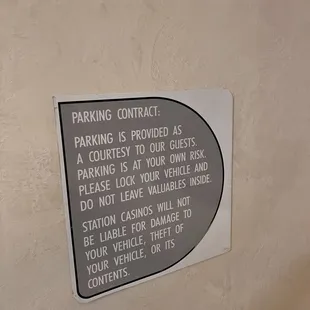 PARKING CONTRACT:
PARKING IS PROVIDED AS
A COURTESY TO OUR GUESTS.
PARKING IS AT YOUR OWN RISK.
PLEASE LOCK YOUR VEHICLE AND
DO NOT LEAVE VALUABLES INSIDE.
STATION CASINOS WILL NOT
BE LIABLE FOR DAMAGE TO
YOUR VEHICLE, THEFT OF
YOUR VEHICLE, OR ITS
CONTENTS.